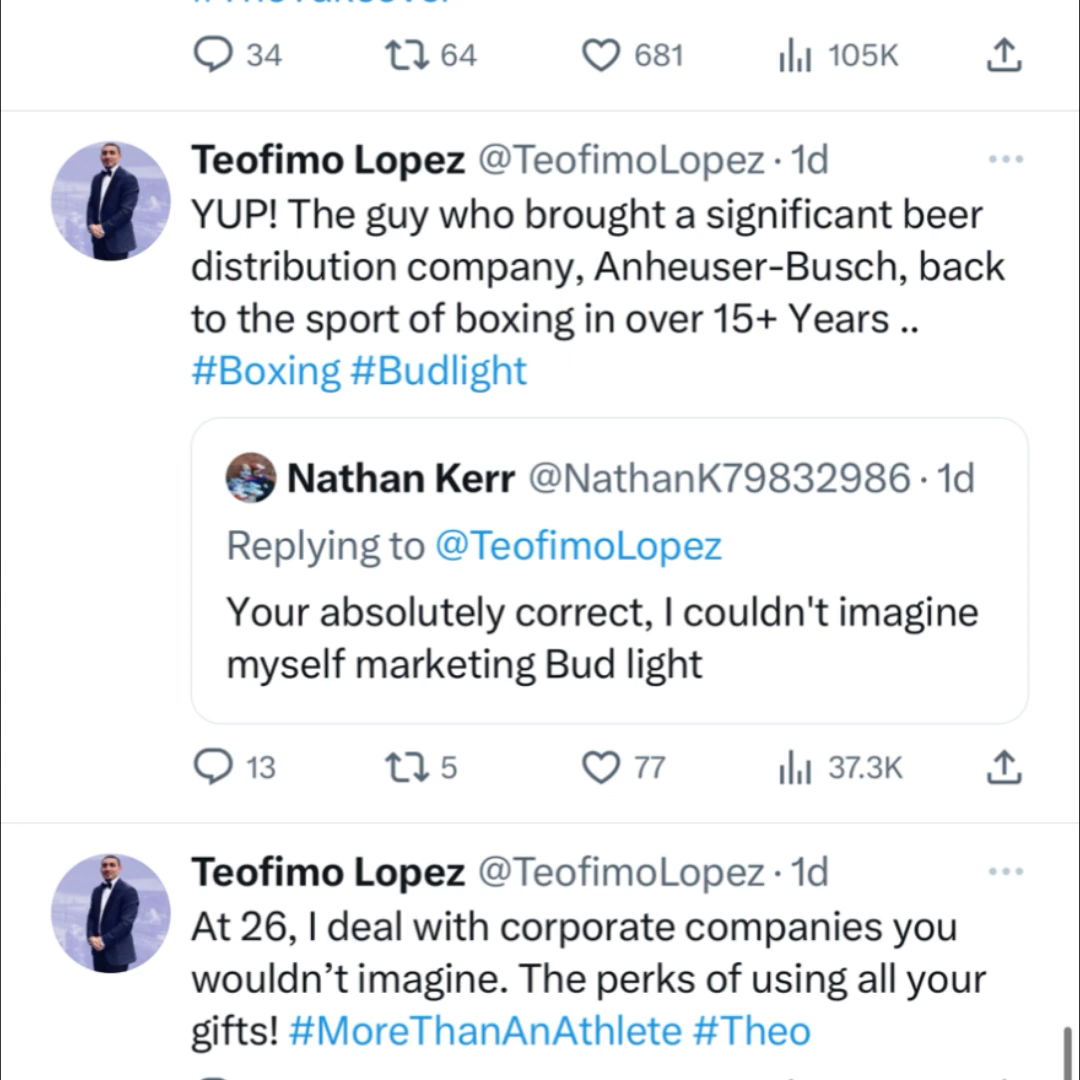 34 64 681 105K
Teofimo Lopez @TeofimoLopez · 1d
YUP! The guy who brought a significant beer
distribution company, Anheuser-Busch, back
to the sport of boxing in over 15+ Years ..
#Boxing #Budlight
Nathan Kerr @NathanK79832986 · 1d
Replying to @TeofimoLopez
Your absolutely correct, I couldn't imagine
myself marketing Bud light
13 5 77 37.3K
Teofimo Lopez @TeofimoLopez · 1d
At 26, I deal with corporate companies you
wouldn’t imagine. The perks of using all your
gifts! #MoreThanAnAthlete #Theo